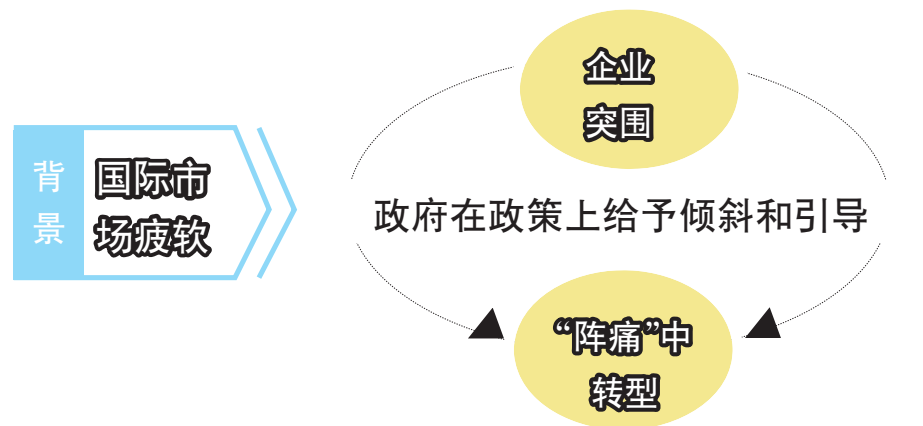 背
景
国际市
场疲软
企业
突围
政府在政策上给予倾斜和引导
“阵痛”中
转型